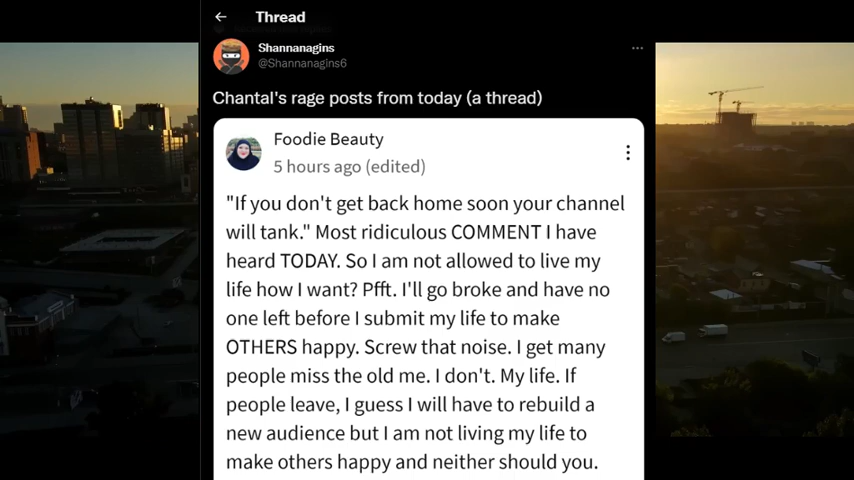 Thread
Shannanagins
@Shannanagins6
Chantal's rage posts from today (a thread)
Foodie Beauty
5 hours ago (edited)
"If you don't get back home soon your channel
will tank." Most ridiculous COMMENT I have
heard TODAY. So I am not allowed to live my
life how I want? Pfft. I'll go broke and have no
one left before I submit my life to make
OTHERS happy. Screw that noise. I get many
people miss the old me. I don't. My life. If
people leave, I guess I will have to rebuild a
new audience but I am not living my life to
make others happy and neither should you.